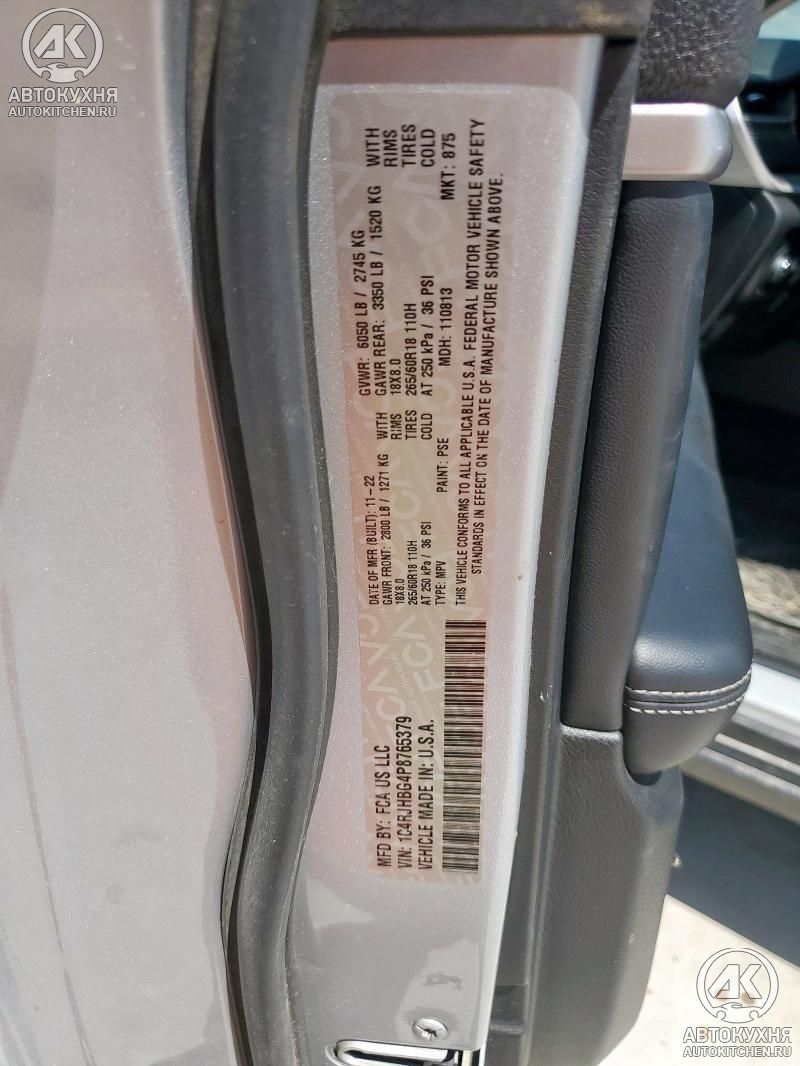 АК
АВТОКУХНЯ
AUTOKITCHEN.RU
MFD BY: FCA US LLC
VIN: 1C4RJHBG4P8765379
VEHICLE MADE IN: U.S.A.
DATE OF MFR (BUILT): 11-22 GVWR: 6050 LB / 2745 KG
GAWR FRONT: 2800 LB / 1271 KG WITH GAWR REAR: 3350 LB / 1520 KG WITH
18X8.0 RIMS 18X8.0 RIMS
265/60R18 110H TIRES 265/60R18 110H TIRES
AT 250 kPa / 36 PSI COLD AT 250 kPa / 36 PSI COLD
TYPE: MPV PAINT: PSE MDH: 110813 MKT: 875
THIS VEHICLE CONFORMS TO ALL APPLICABLE U.S.A. FEDERAL MOTOR VEHICLE SAFETY
STANDARDS IN EFFECT ON THE DATE OF MANUFACTURE SHOWN ABOVE.
АК
АВТОКУХНЯ
AUTOKITCHEN.RU